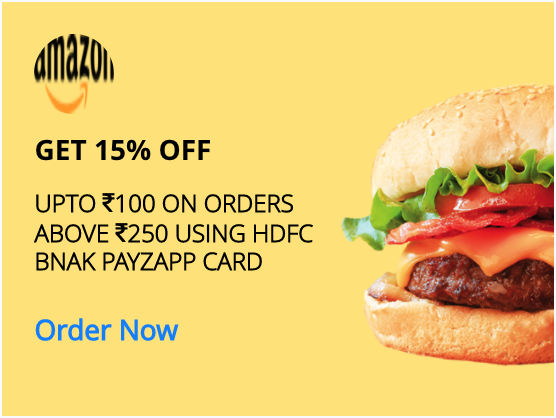 amazon
GET 15% OFF
UPTO ₹100 ON ORDERS
ABOVE ₹250 USING HDFC
BNAK PAYZAPP CARD
Order Now